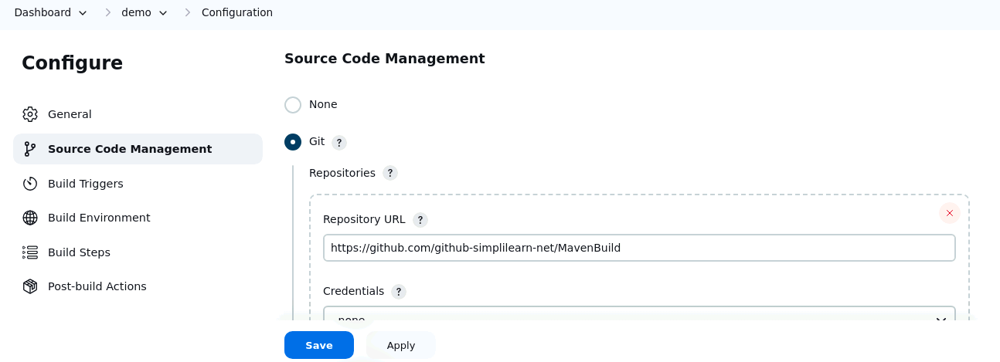 Dashboard demo Configuration
Configure
General
Source Code Management
Build Triggers
Build Environment
Build Steps
Post-build Actions
Source Code Management
None
Git ?
Repositories ?
Repository URL ?
https://github.com/github-simplilearn-net/MavenBuild
Credentials ?
none
Save Apply